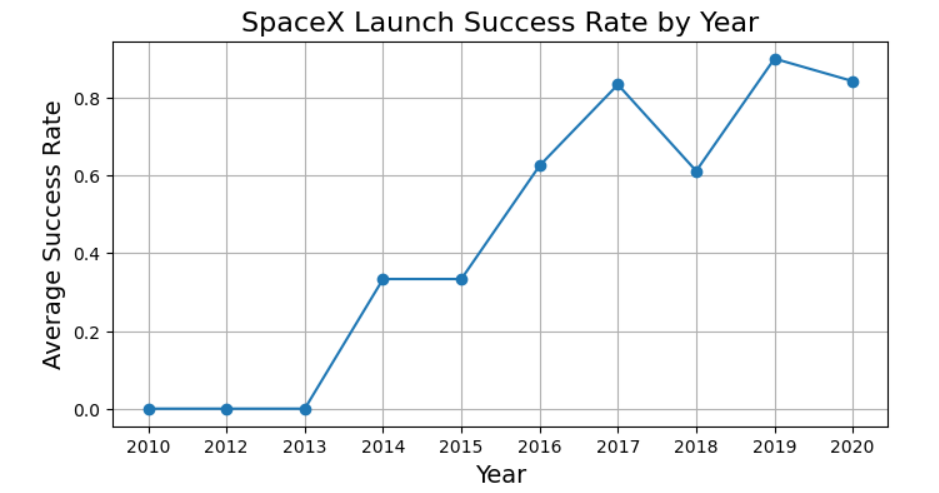 SpaceX Launch Success Rate by Year
Average Success Rate
0.8
0.6
0.4
0.2
0.0
2010 2012 2013 2014 2015 2016 2017 2018 2019 2020
Year